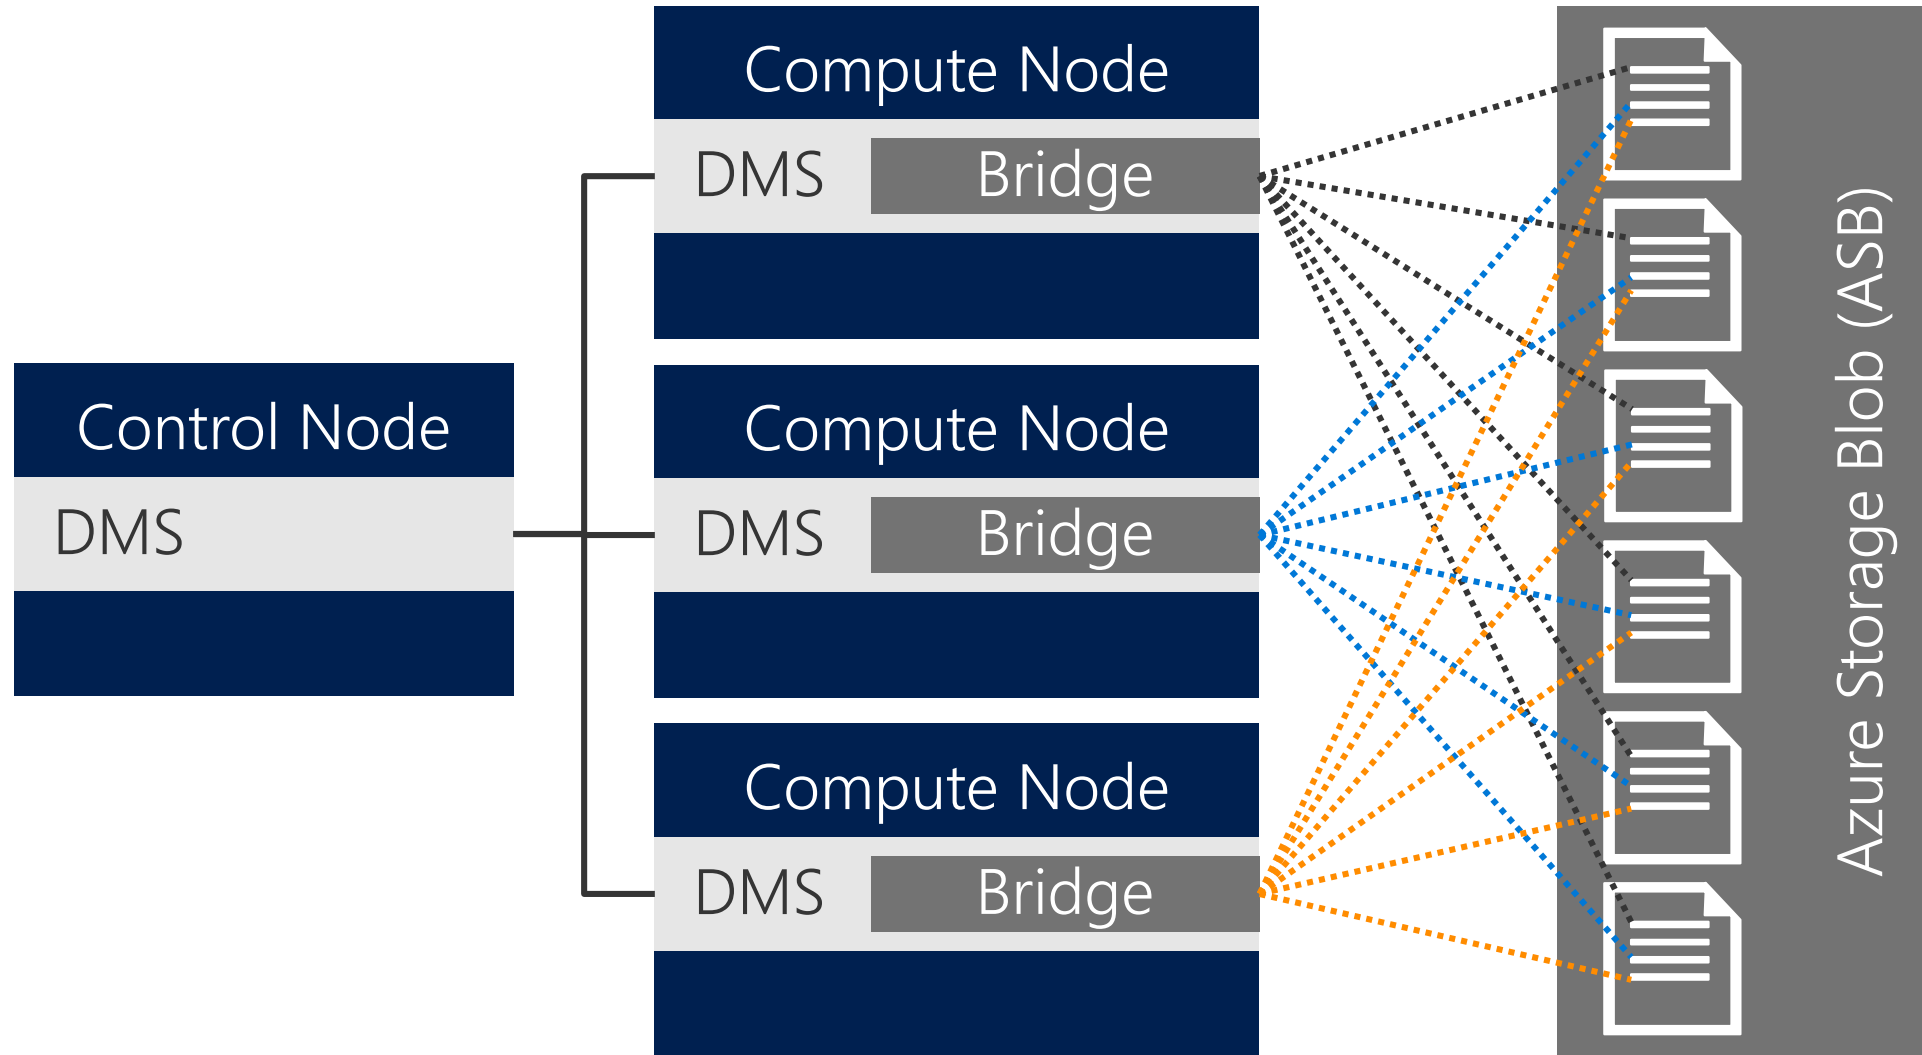 Control Node
DMS
Compute Node
DMS
Bridge
Compute Node
DMS
Bridge
Compute Node
DMS
Bridge
Azure Storage Blob (ASB)